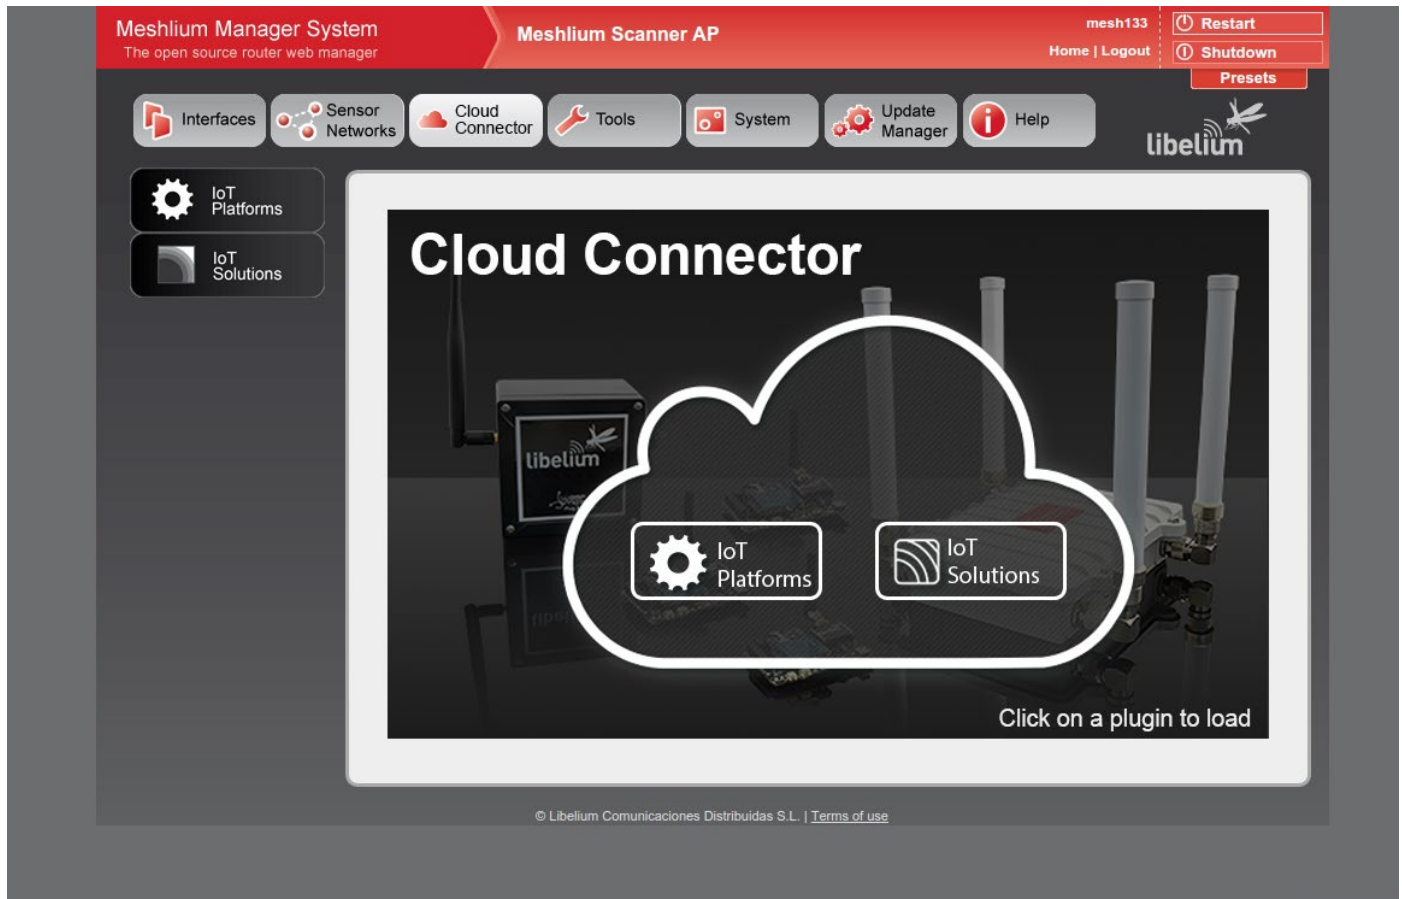 Meshlium Manager System
The open source router web manager
Meshlium Scanner AP
mesh133
Home | Logout
Restart
Shutdown
Presets
Interfaces
Sensor
Networks
Cloud
Connector
Tools
System
Update
Manager
Help
libelium
IoT
Platforms
IoT
Solutions
Cloud Connector
libelium
IoT
Platforms
IoT
Solutions
Click on a plugin to load
© Libelium Comunicaciones Distribuidas S.L. | Terms of use